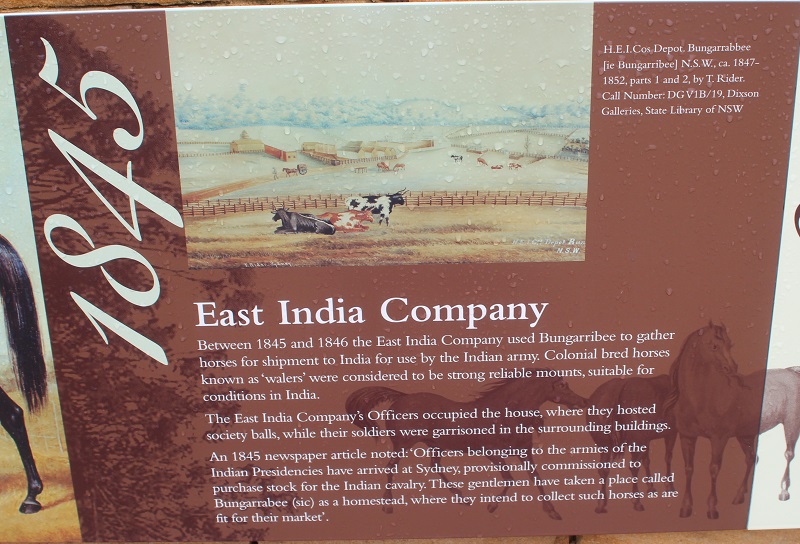 1845
H.E.I.Cos Depot. Bungarrabbee
[ie Bungarribee] N.S.W., ca. 1847-
1852, parts 1 and 2, by T. Rider.
Call Number: DGV1B/19, Dixson
Galleries, State Library of NSW
N.S.W.
East India Company
Between 1845 and 1846 the East India Company used Bungarribee to gather
horses for shipment to India for use by the Indian army. Colonial bred horses
known as ‘walers’ were considered to be strong reliable mounts, suitable for
conditions in India.
The East India Company’s Officers occupied the house, where they hosted
society balls, while their soldiers were garrisoned in the surrounding buildings.
An 1845 newspaper article noted: ‘Officers belonging to the armies of the
Indian Presidencies have arrived at Sydney, provisionally commissioned to
purchase stock for the Indian cavalry. These gentlemen have taken a place called
Bungarrabee (sic) as a homestead, where they intend to collect such horses as are
fit for their market’.